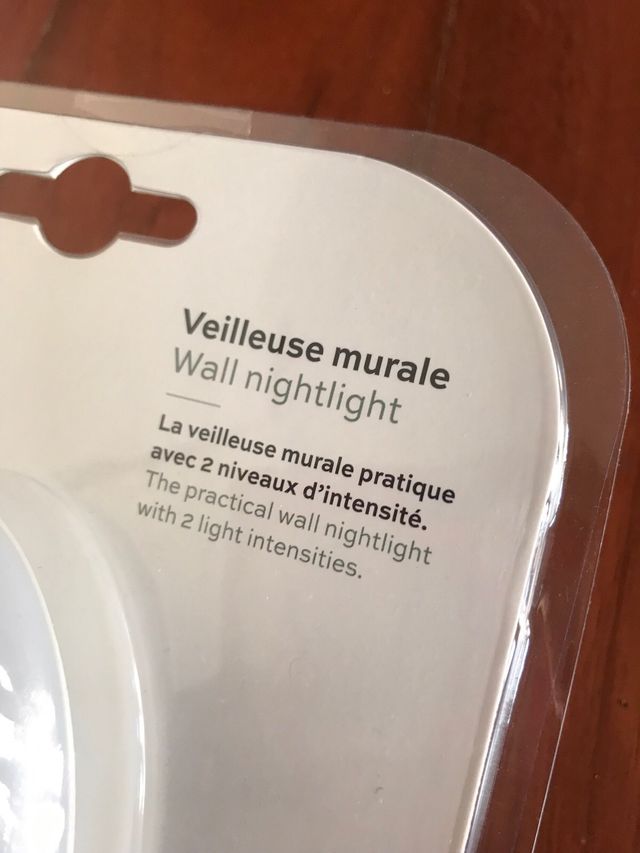 Veilleuse murale
Wall nightlight
La veilleuse murale pratique
avec 2 niveaux d'intensité.
The practical wall nightlight
with 2 light intensities.